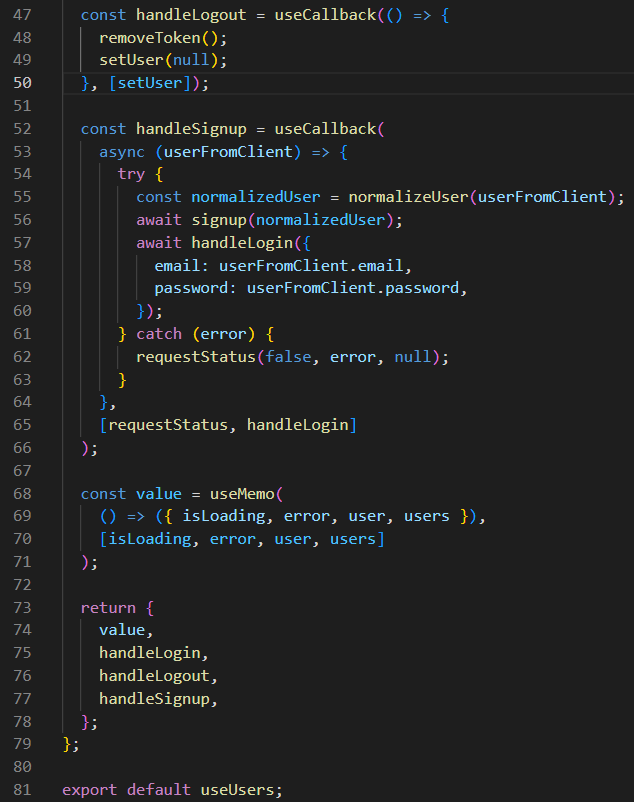 47 const handleLogout = useCallback(() => {
48 removeToken();
49 setUser(null);
50 }, [setUser]);
51
52 const handleSignup = useCallback(
53 async (userFromClient) => {
54 try {
55 const normalizedUser = normalizeUser(userFromClient);
56 await signup(normalizedUser);
57 await handleLogin({
58 email: userFromClient.email,
59 password: userFromClient.password,
60 });
61 } catch (error) {
62 requestStatus(false, error, null);
63 }
64 },
65 [requestStatus, handleLogin]
66 );
67
68 const value = useMemo(
69 () => ({ isLoading, error, user, users }),
70 [isLoading, error, user, users]
71 );
72
73 return {
74 value,
75 handleLogin,
76 handleLogout,
77 handleSignup,
78 };
79 };
80
81 export default useUsers;